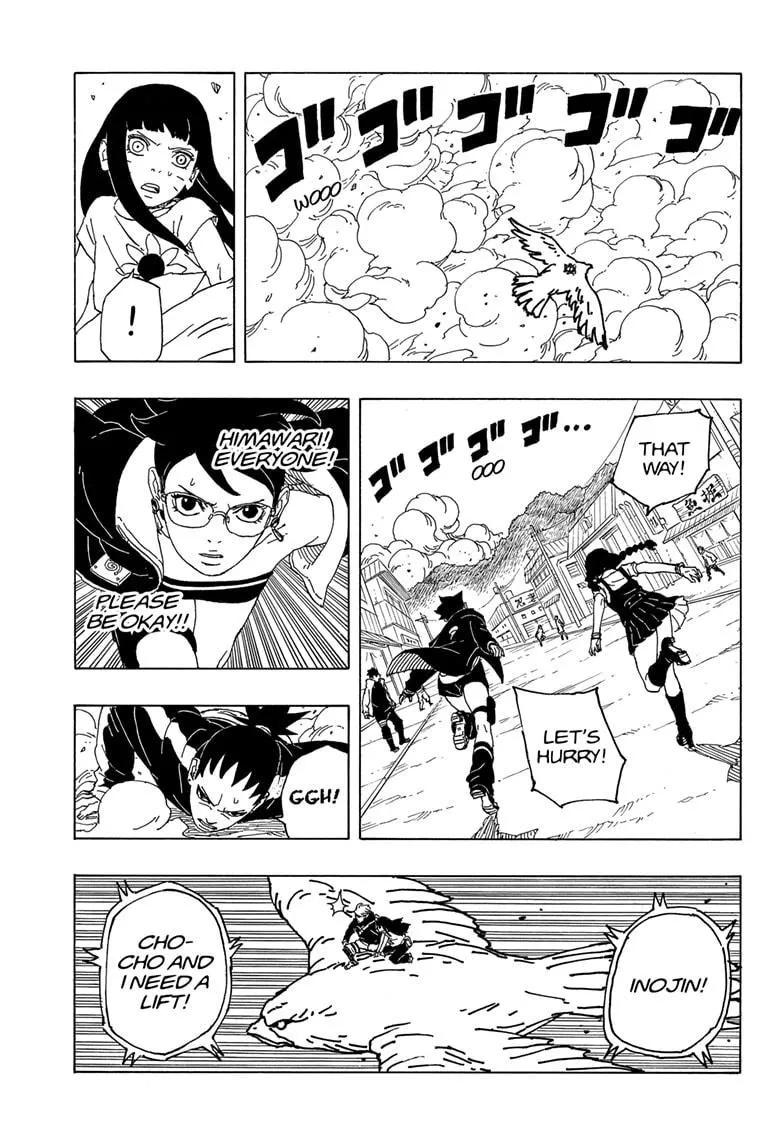 ゴゴゴゴゴ
WOOO
!
THAT
WAY!
ゴゴゴゴ…
OOO
LET'S
HURRY!
HIMAWARI!
EVERYONE!
PLEASE
BE OKAY!!
GGH!
INOJIN!
CHO-
CHO AND
I NEED A
LIFT!